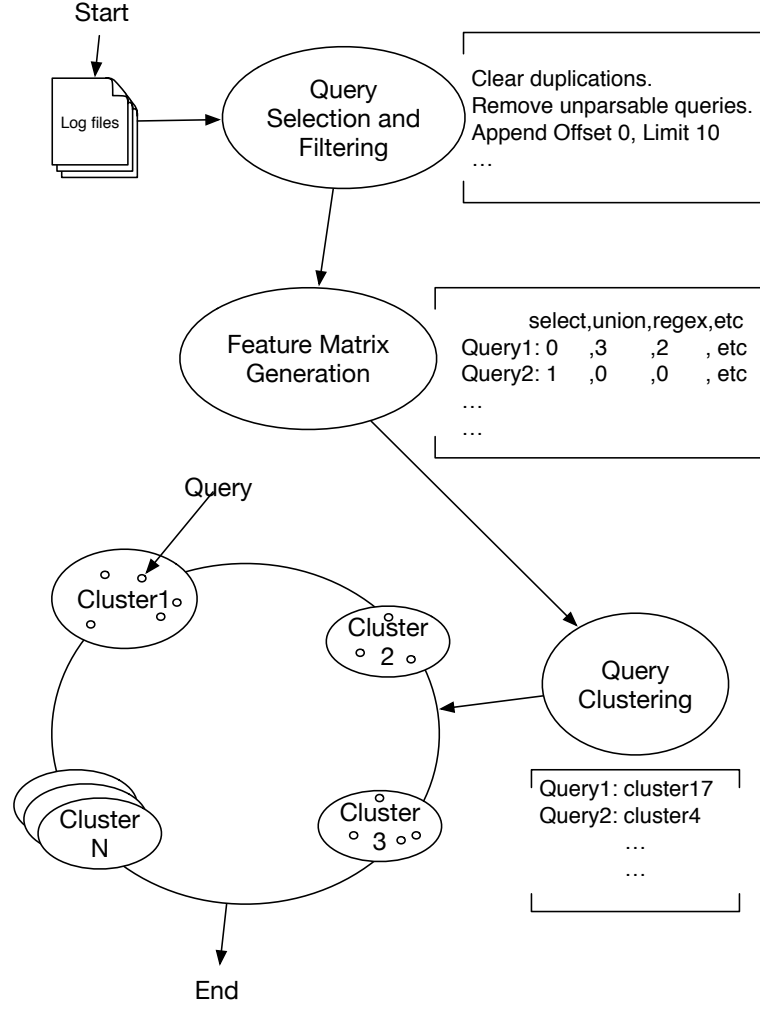 Start
Log files
Query
Selection and
Filtering
Clear duplications.
Remove unparsable queries.
Append Offset 0, Limit 10
…
Feature Matrix
Generation
select,union,regex,etc
Query1: 0 ,3 ,2 , etc
Query2: 1 ,0 ,0 , etc
…
…
Query
Cluster1
Cluster
2
Query
Clustering
Cluster
3
Cluster
N
Query1: cluster17
Query2: cluster4
…
…
End